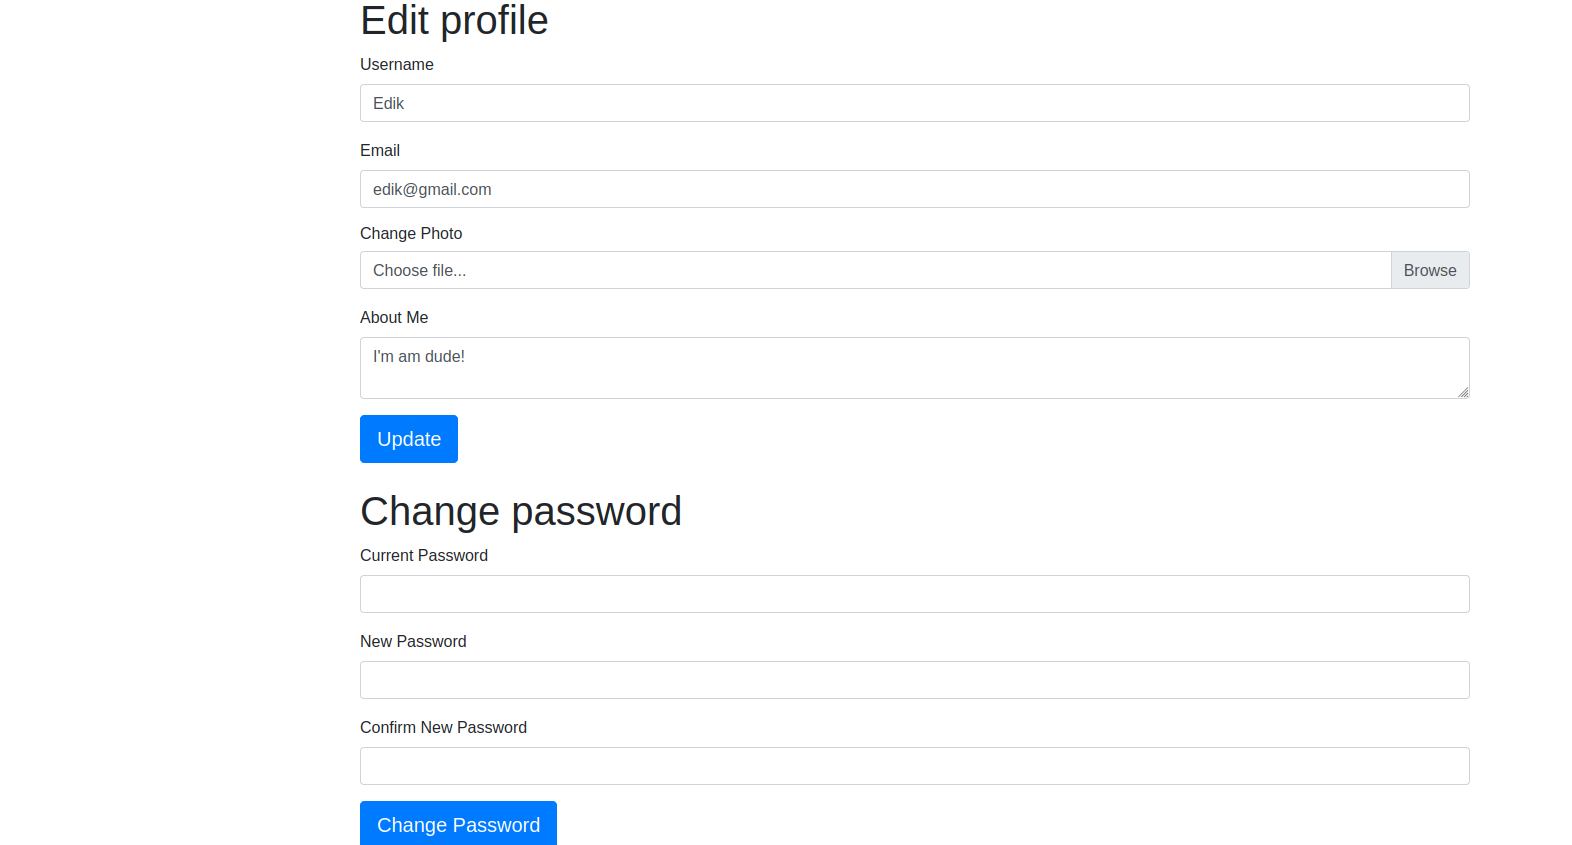 Edit profile
Username
Edik
Email
edik@gmail.com
Change Photo
Choose file...
Browse
About Me
I'm am dude!
Update
Change password
Current Password
New Password
Confirm New Password
Change Password